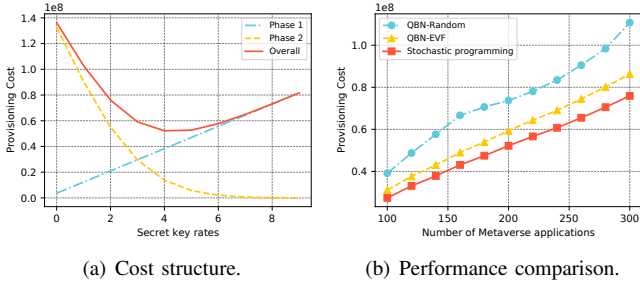 1e8
1.4
1.2
1.0
0.8
0.6
0.4
0.2
0.0
Provisioning Cost
Phase 1
Phase 2
Overall
0 2 4 6 8
Secret key rates
(a) Cost structure.
1e8
1.0
0.8
0.6
0.4
Provisioning Cost
QBN-Random
QBN-EVF
Stochastic programming
100 150 200 250 300
Number of Metaverse applications
(b) Performance comparison.